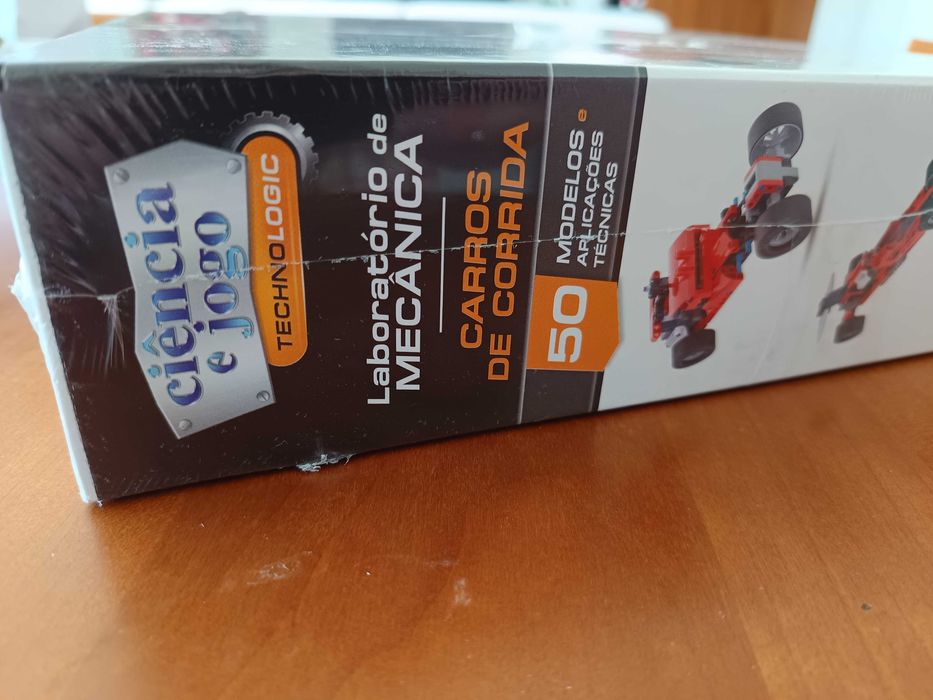 ciência
e jogo
TECHNOLOGIC
Laboratório de
MECÂNICA
CARROS
DE CORRIDA
50
MODELOS e
APLICAÇÕES
TÉCNICAS